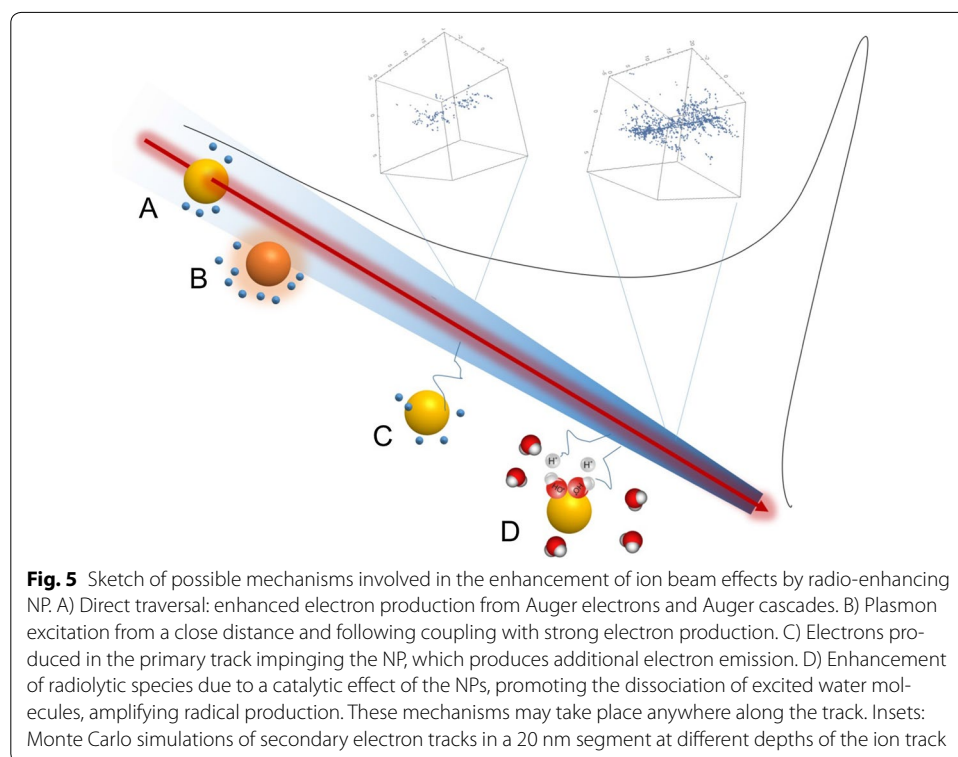 A
B
C
D
H⁺
H⁺
Fig. 5 Sketch of possible mechanisms involved in the enhancement of ion beam effects by radio-enhancing
NP. A) Direct traversal: enhanced electron production from Auger electrons and Auger cascades. B) Plasmon
excitation from a close distance and following coupling with strong electron production. C) Electrons pro-
duced in the primary track impinging the NP, which produces additional electron emission. D) Enhancement
of radiolytic species due to a catalytic effect of the NPs, promoting the dissociation of excited water mol-
ecules, amplifying radical production. These mechanisms may take place anywhere along the track. Insets:
Monte Carlo simulations of secondary electron tracks in a 20 nm segment at different depths of the ion track